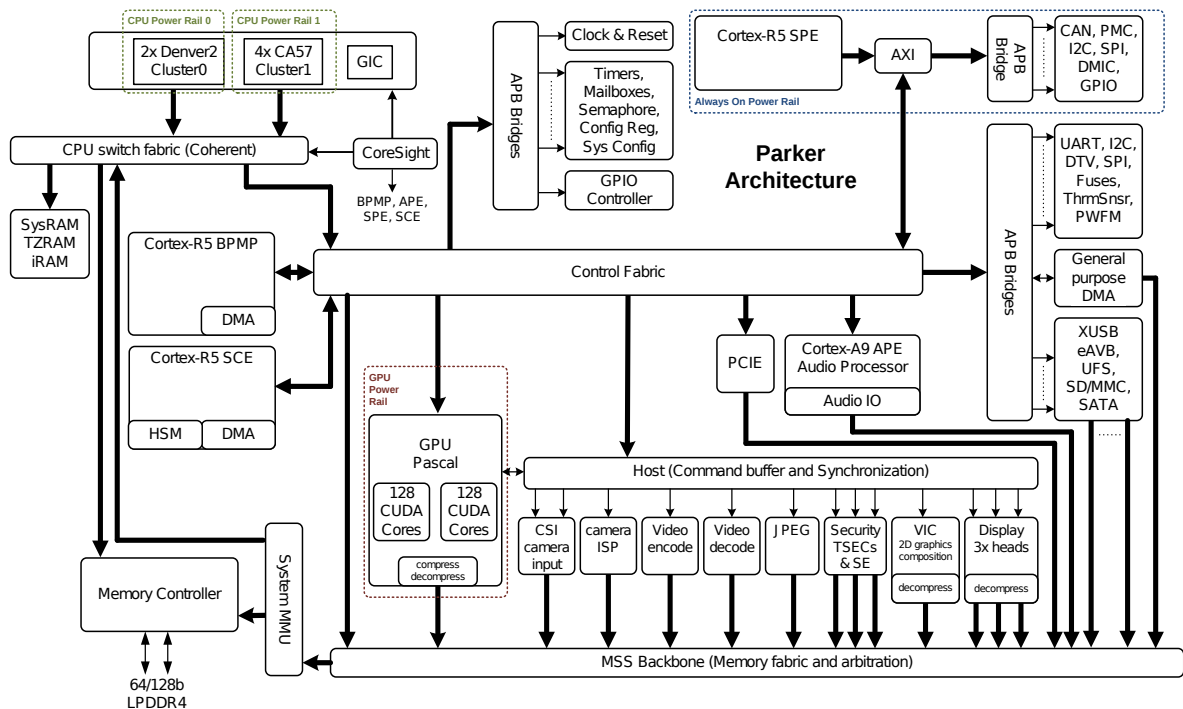 CPU Power Rail 0
CPU Power Rail 1
2x Denver2
Cluster0
4x CA57
Cluster1
GIC
CPU switch fabric (Coherent)
CoreSight
BPMP, APE,
SPE, SCE
SysRAM
TZRAM
iRAM
APB Bridges
Clock & Reset
Timers,
Mailboxes,
Semaphore,
Config Reg,
Sys Config
GPIO
Controller
Cortex-R5 SPE
AXI
APB
Bridge
CAN, PMC,
I2C, SPI,
DMIC,
GPIO
Always On Power Rail
Parker
Architecture
APB Bridges
UART, I2C,
DTV, SPI,
Fuses,
ThrmSnsr,
PWFM
General
purpose
DMA
XUSB
eAVB,
UFS,
SD/MMC,
SATA
Cortex-R5 BPMP
DMA
Control Fabric
Cortex-R5 SCE
HSM
DMA
GPU
Power
Rail
GPU
Pascal
128
CUDA
Cores
128
CUDA
Cores
compress
decompress
PCIE
Cortex-A9 APE
Audio Processor
Audio IO
Host (Command buffer and Synchronization)
CSI
camera
input
camera
ISP
Video
encode
Video
decode
JPEG
Security
TSECs
& SE
VIC
2D graphics
composition
decompress
Display
3x heads
decompress
Memory Controller
System MMU
MSS Backbone (Memory fabric and arbitration)
64/128b
LPDDR4